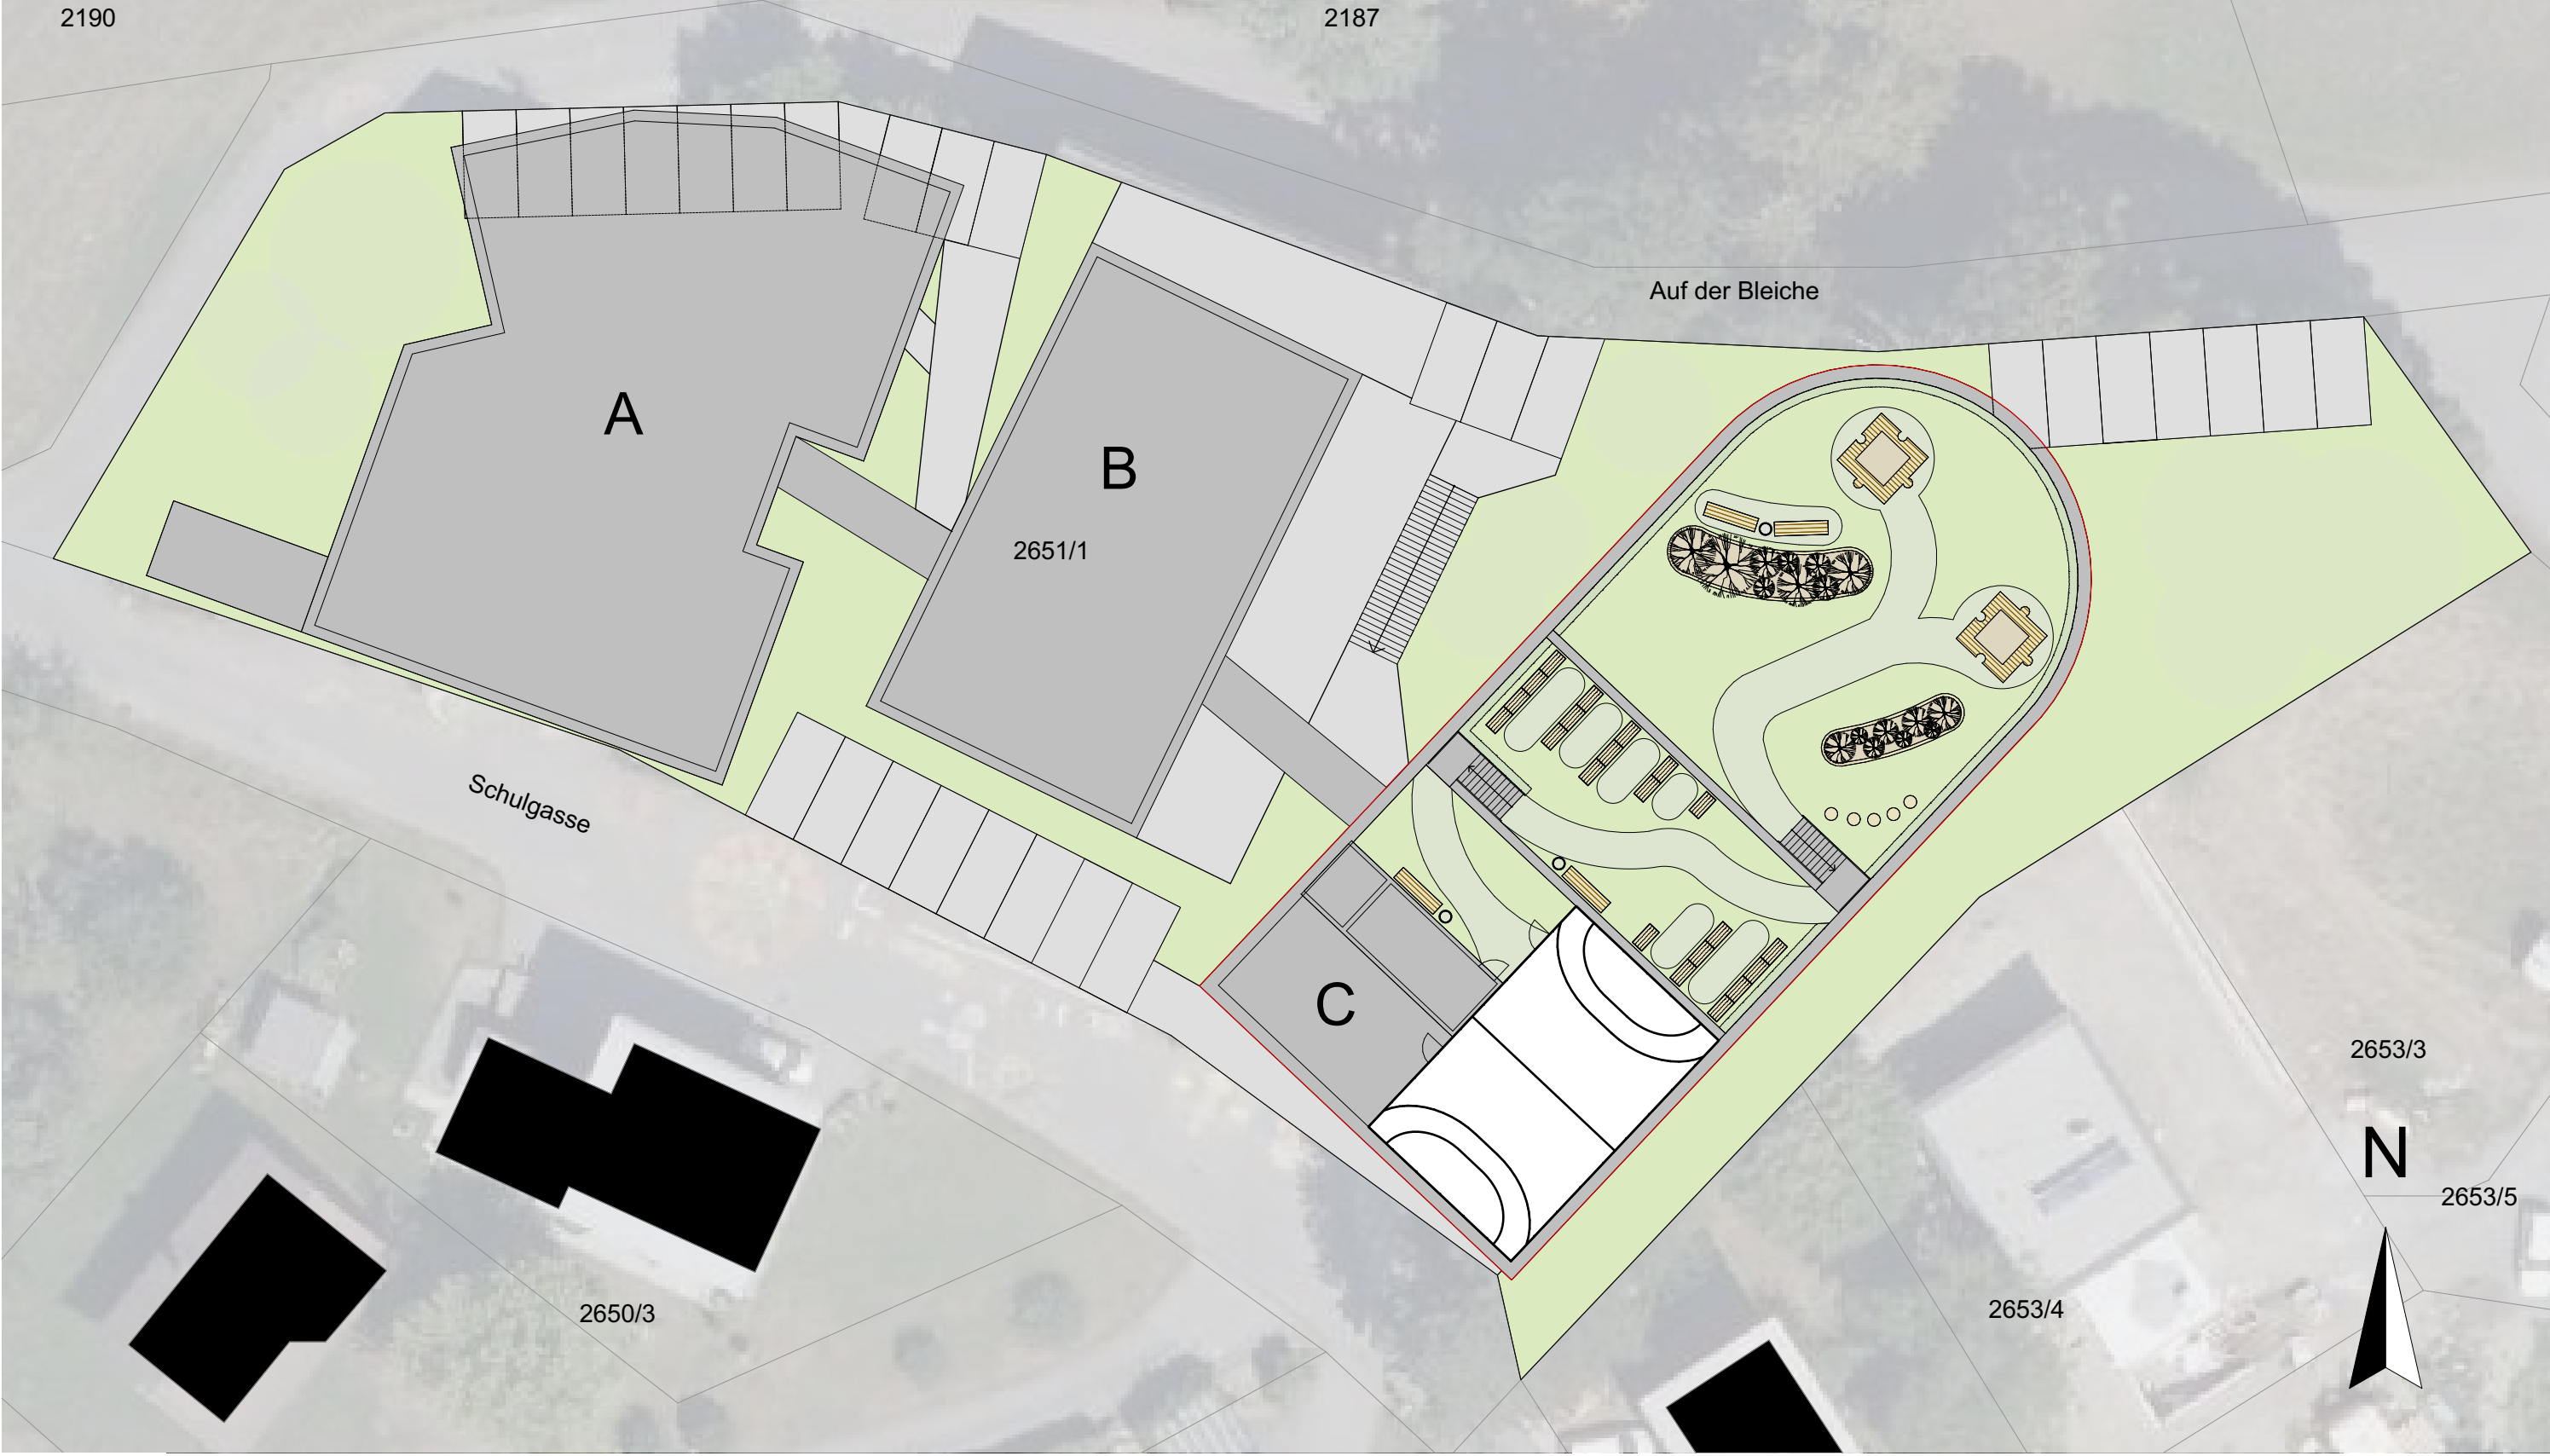 2190
2187
Auf der Bleiche
A
B
2651/1
Schulgasse
C
2653/3
N
2653/5
2650/3
2653/4